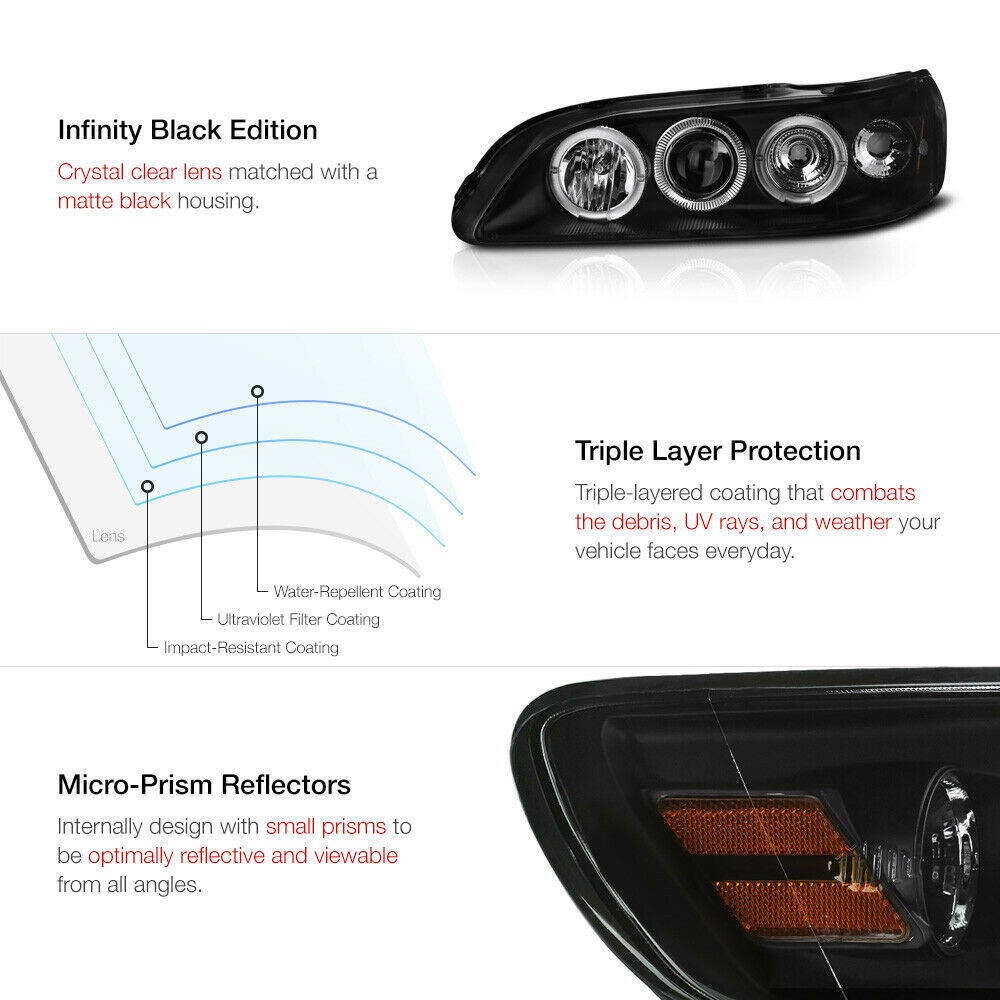 Infinity Black Edition
Crystal clear lens matched with a
matte black housing.
Lens
Water-Repellent Coating
Ultraviolet Filter Coating
Impact-Resistant Coating
Triple Layer Protection
Triple-layered coating that combats
the debris, UV rays, and weather your
vehicle faces everyday.
Micro-Prism Reflectors
Internally design with small prisms to
be optimally reflective and viewable
from all angles.